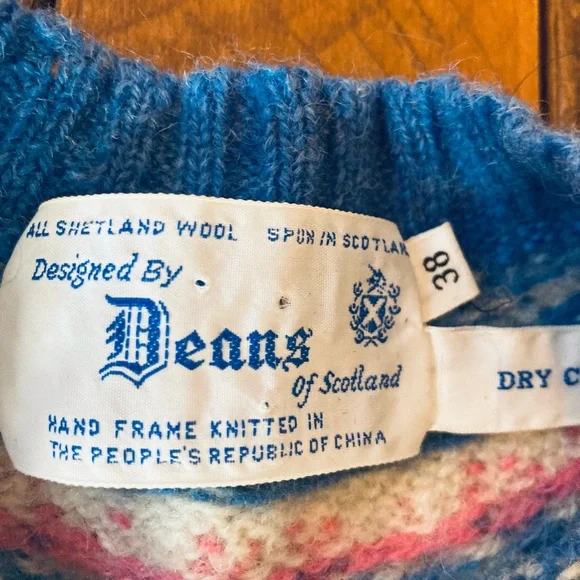 ALL SHETLAND WOOL SPUN IN SCOTLAN
Designed By
Deans
Of Scotland
HAND FRAME KNITTED IN
THE PEOPLE'S REPUBLIC OF CHINA
38
DRY C